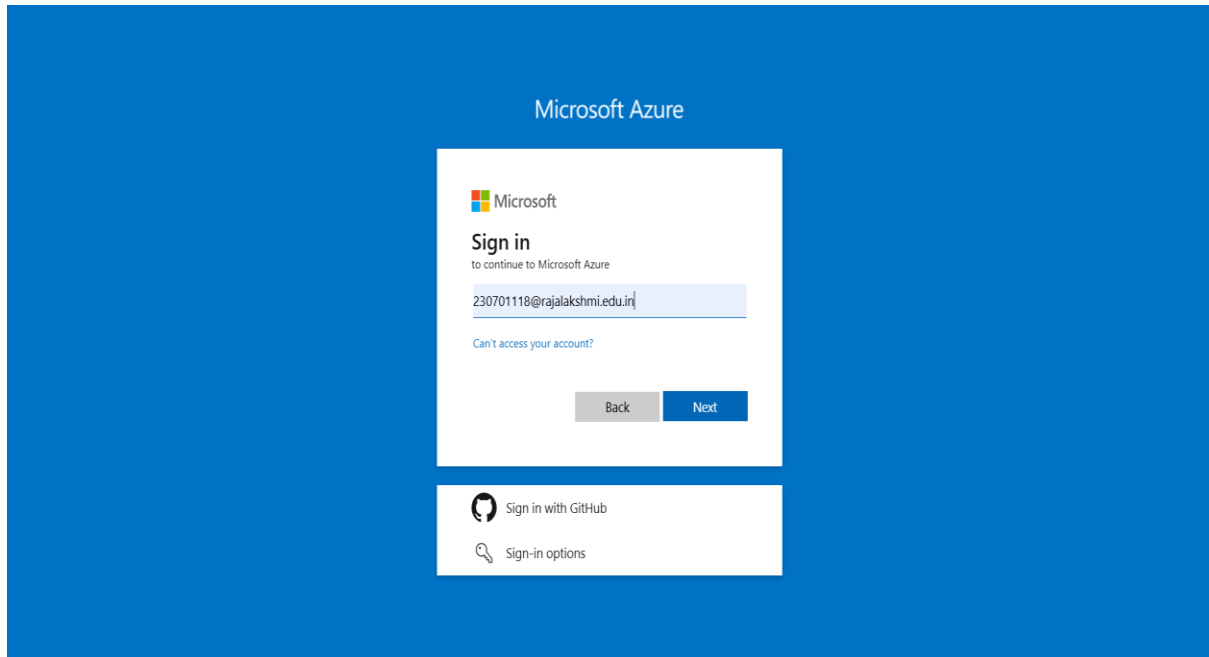 Microsoft Azure
Microsoft
Sign in
to continue to Microsoft Azure
230701118@rajalakshmi.edu.in
Can't access your account?
Back
Next
Sign in with GitHub
Sign-in options